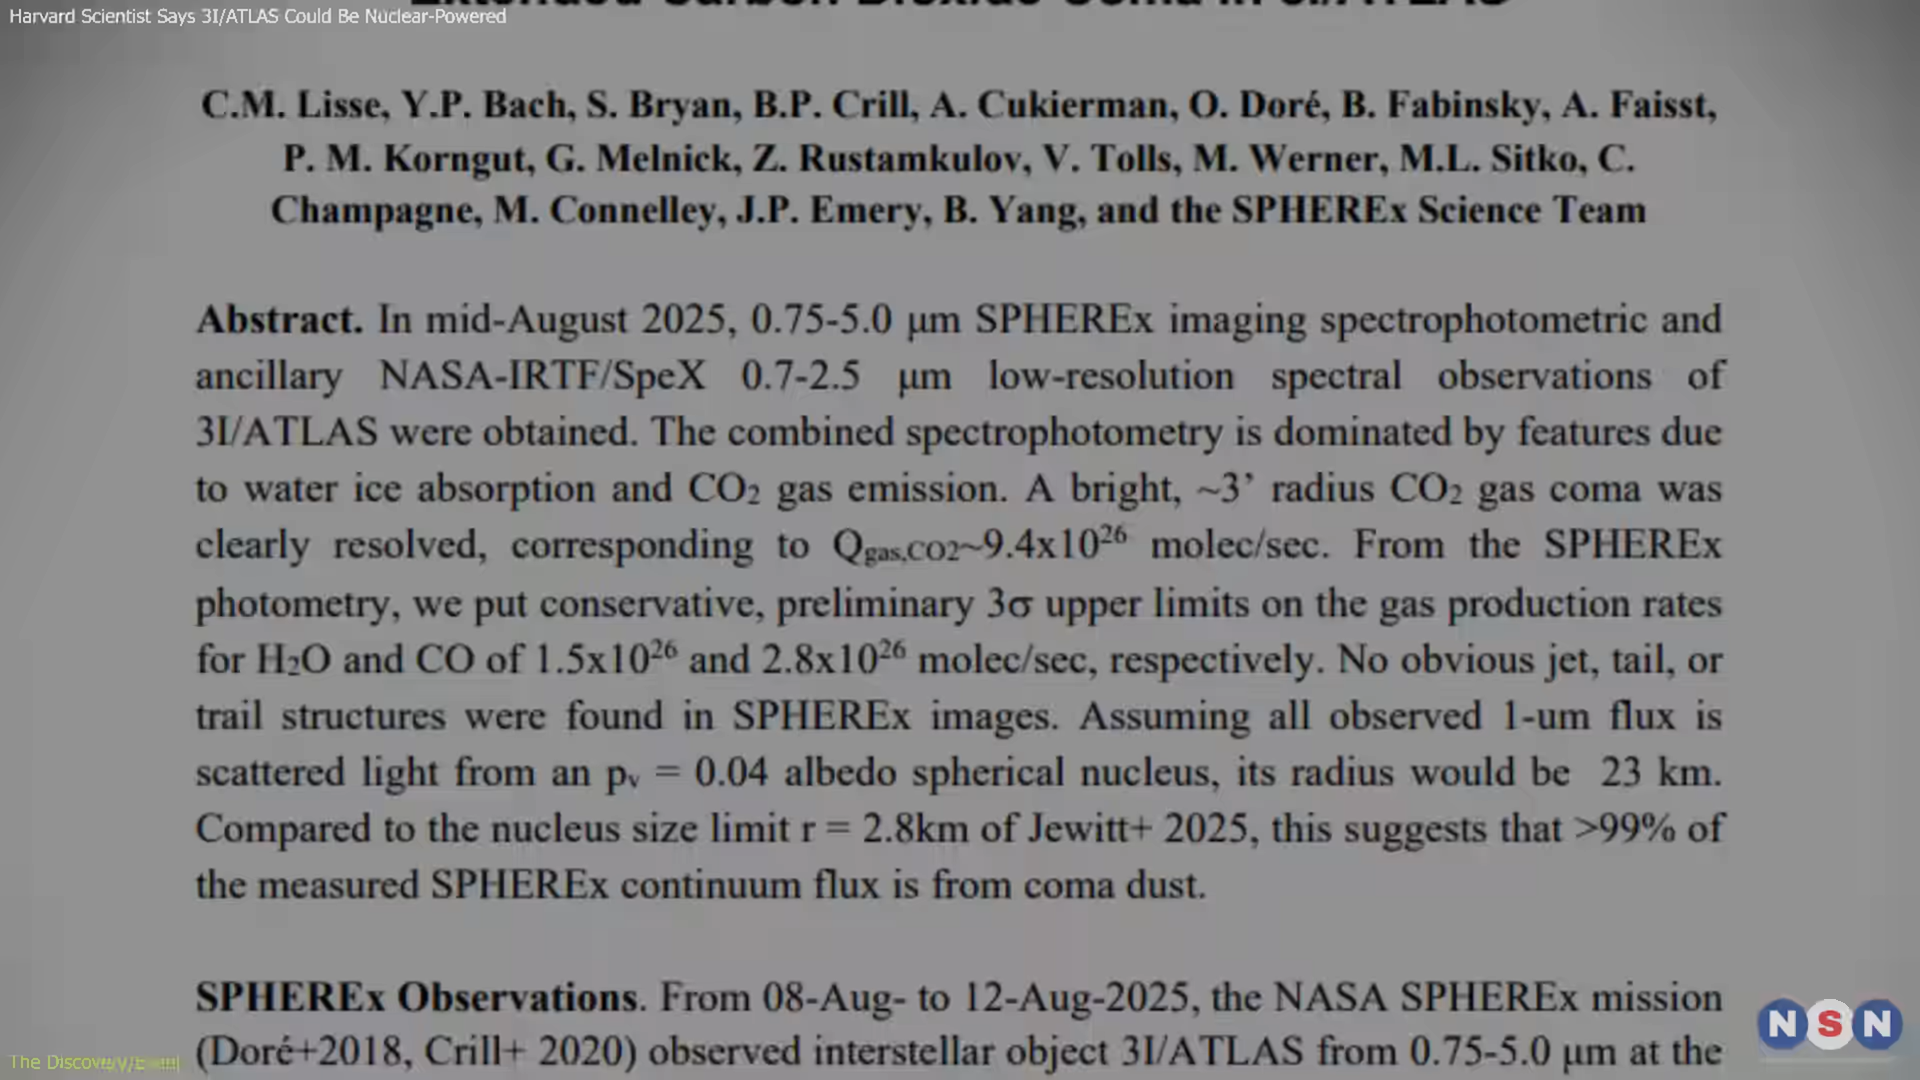 Harvard Scientist Says 3I/ATLAS Could Be Nuclear-Powered
Extended Carbon Dioxide Coma in 3I/ATLAS
C.M. Lisse, Y.P. Bach, S. Bryan, B.P. Crill, A. Cukierman, O. Doré, B. Fabinsky, A. Faisst,
P. M. Korngut, G. Melnick, Z. Rustamkulov, V. Tolls, M. Werner, M.L. Sitko, C.
Champagne, M. Connelley, J.P. Emery, B. Yang, and the SPHEREx Science Team
Abstract. In mid-August 2025, 0.75-5.0 μm SPHEREx imaging spectrophotometric and
ancillary NASA-IRTF/SpeX 0.7-2.5 μm low-resolution spectral observations of
3I/ATLAS were obtained. The combined spectrophotometry is dominated by features due
to water ice absorption and CO₂ gas emission. A bright, ~3’ radius CO₂ gas coma was
clearly resolved, corresponding to Qgas,CO2~9.4x10²⁶ molec/sec. From the SPHEREx
photometry, we put conservative, preliminary 3σ upper limits on the gas production rates
for H₂O and CO of 1.5x10²⁶ and 2.8x10²⁶ molec/sec, respectively. No obvious jet, tail, or
trail structures were found in SPHEREx images. Assuming all observed 1-um flux is
scattered light from an pᵥ = 0.04 albedo spherical nucleus, its radius would be 23 km.
Compared to the nucleus size limit r = 2.8km of Jewitt+ 2025, this suggests that >99% of
the measured SPHEREx continuum flux is from coma dust.
SPHEREx Observations. From 08-Aug- to 12-Aug-2025, the NASA SPHEREx mission
(Doré+2018, Crill+ 2020) observed interstellar object 3I/ATLAS from 0.75-5.0 μm at the
NSN
The